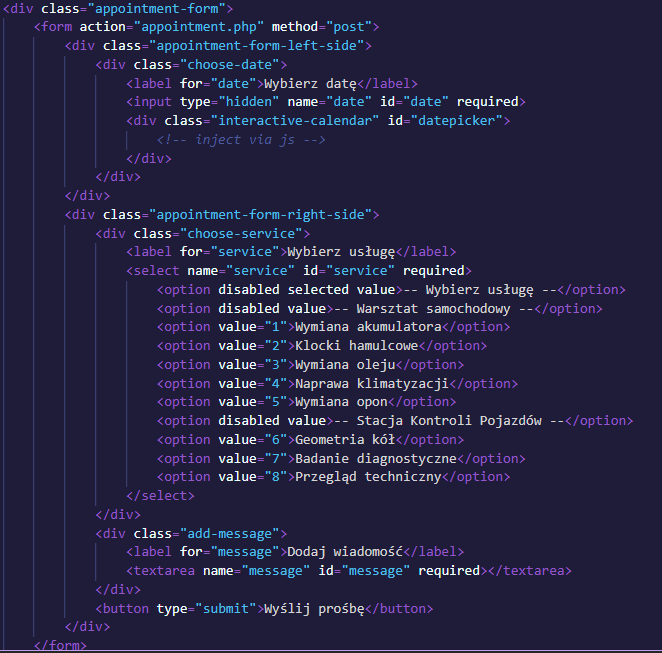 <div class="appointment-form">
<form action="appointment.php" method="post">
<div class="appointment-form-left-side">
<div class="choose-date">
<label for="date">Wybierz datę</label>
<input type="hidden" name="date" id="date" required>
<div class="interactive-calendar" id="datepicker">
<!-- inject via js -->
</div>
</div>
</div>
<div class="appointment-form-right-side">
<div class="choose-service">
<label for="service">Wybierz usługę</label>
<select name="service" id="service" required>
<option disabled selected value>-- Wybierz usługę --</option>
<option disabled value>-- Warsztat samochodowy --</option>
<option value="1">Wymiana akumulatora</option>
<option value="2">Klocki hamulcowe</option>
<option value="3">Wymiana oleju</option>
<option value="4">Naprawa klimatyzacji</option>
<option value="5">Wymiana opon</option>
<option disabled value>-- Stacja Kontroli Pojazdów --</option>
<option value="6">Geometria kół</option>
<option value="7">Badanie diagnostyczne</option>
<option value="8">Przegląd techniczny</option>
</select>
</div>
<div class="add-message">
<label for="message">Dodaj wiadomość</label>
<textarea name="message" id="message" required></textarea>
</div>
<button type="submit">Wyślij prośbę</button>
</div>
</form>